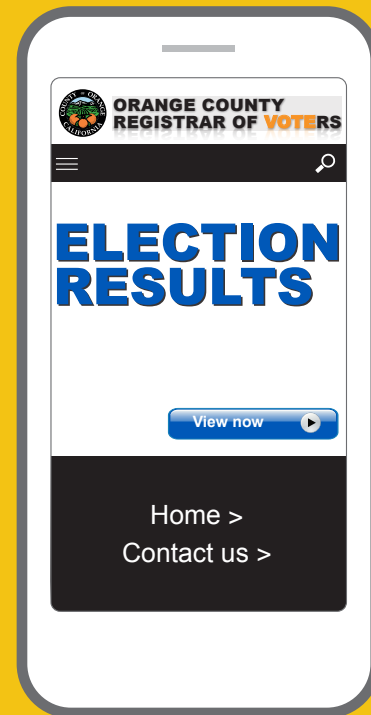 COUNTY OF ORANGE
CALIFORNIA
ORANGE COUNTY
REGISTRAR OF VOTERS
ELECTION
RESULTS
View now
Home >
Contact us >